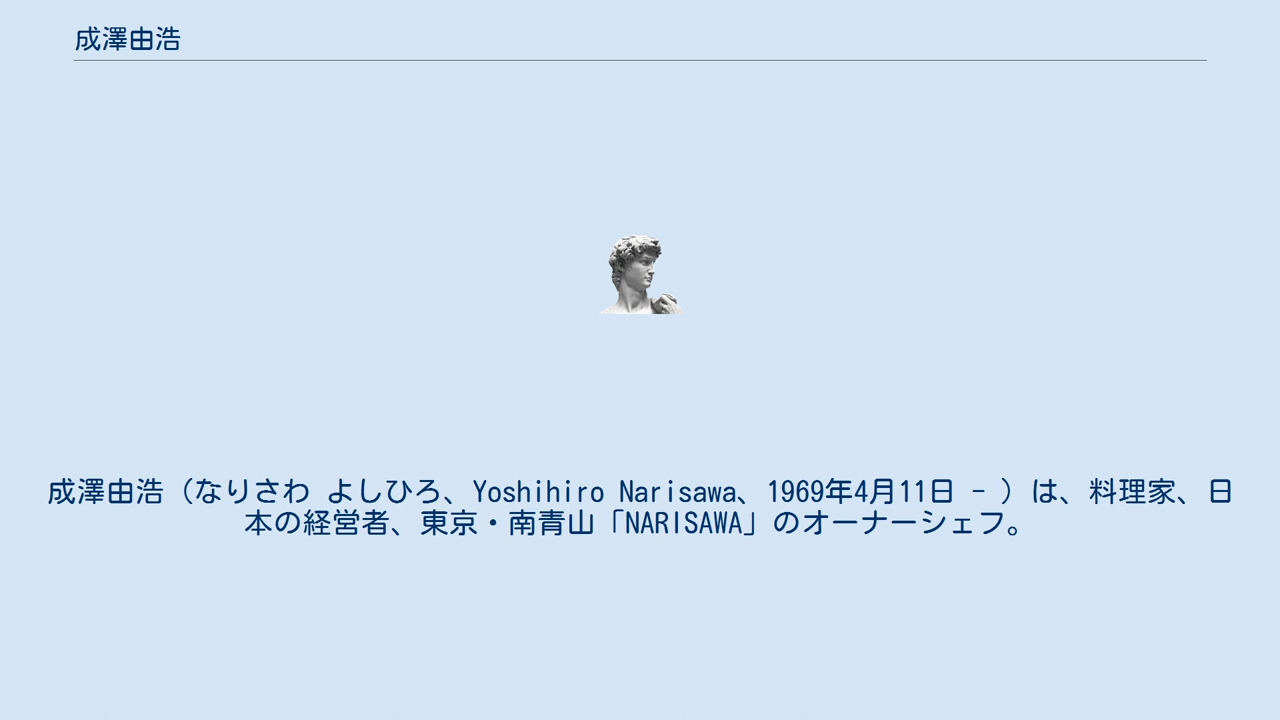 成澤由浩
成澤由浩（なりさわ よしひろ、Yoshihiro Narisawa、1969年4月11日 - ）は、料理家、日
本の経営者、東京・南青山「NARISAWA」のオーナーシェフ。